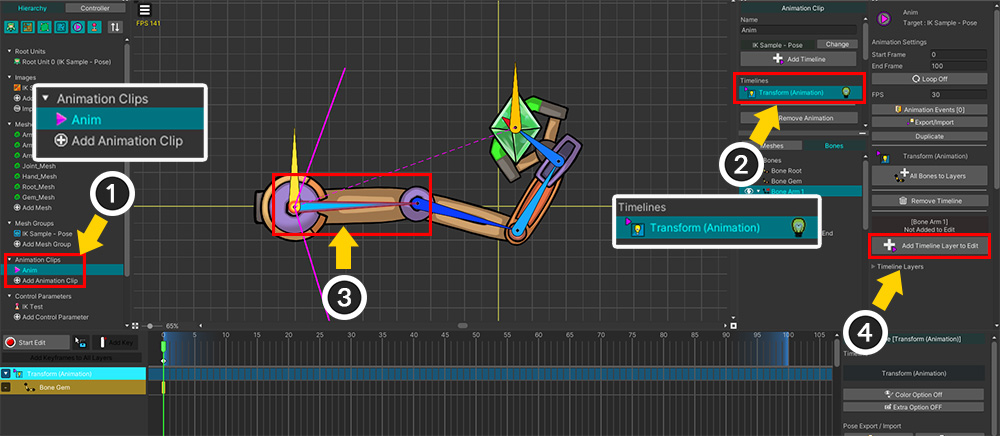 Hierarchy
Controller
Root Units
Root Unit 0 (IK Sample - Pose)
Images
IK S
Add
Imp
Animation Clips
Anim
Add Animation Clip
Mesh
Arm
Arm
Arm
Joint_Mesh
Hand_Mesh
Root_Mesh
Gem_Mesh
Add Mesh
Mesh Groups
IK Sample - Pose
Add Mesh Group
Animation Clips
Anim
Add Animation Clip
Control Parameters
IK Test
Add Control Parameter
1
FPS 141
3
65%
Animation Clip
Name
Anim
IK Sample - Pose
Change
Add Timeline
Timelines
Transform (Animation)
Remove Animation
2
Meshes
Bones
Bones
Bone Root
Bone Gem
Bone Arm 1
Timelines
Transform (Animation)
End
Anim
Target : IK Sample - Pose
Animation Settings
Start Frame
0
End Frame
100
Loop Off
FPS
30
Animation Events [0]
Export/Import
Duplicate
Transform (Animation)
All Bones to Layers
Remove Timeline
[Bone Arm 1]
Not Added to Edit
Add Timeline Layer to Edit
Timeline Layers
4
Start Edit
Add Key
Add Keyframes to All Layers
Transform (Animation)
Bone Gem
0 5 10 15 20 25 30 35 40 45 50 55 60 65 70 75 80 85 90 95 100 105
[Transform (Animation)]
Transform (Animation)
Color Option Off
Extra Option OFF
Pose Export / Import